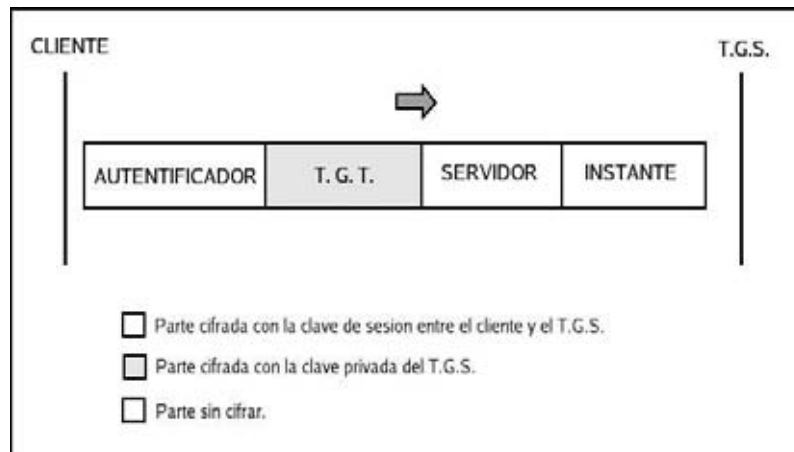 CLIENTE
T.G.S.
AUTENTIFICADOR
T. G. T.
SERVIDOR
INSTANTE
Parte cifrada con la clave de sesion entre el cliente y el T.G.S.
Parte cifrada con la clave privada del T.G.S.
Parte sin cifrar.